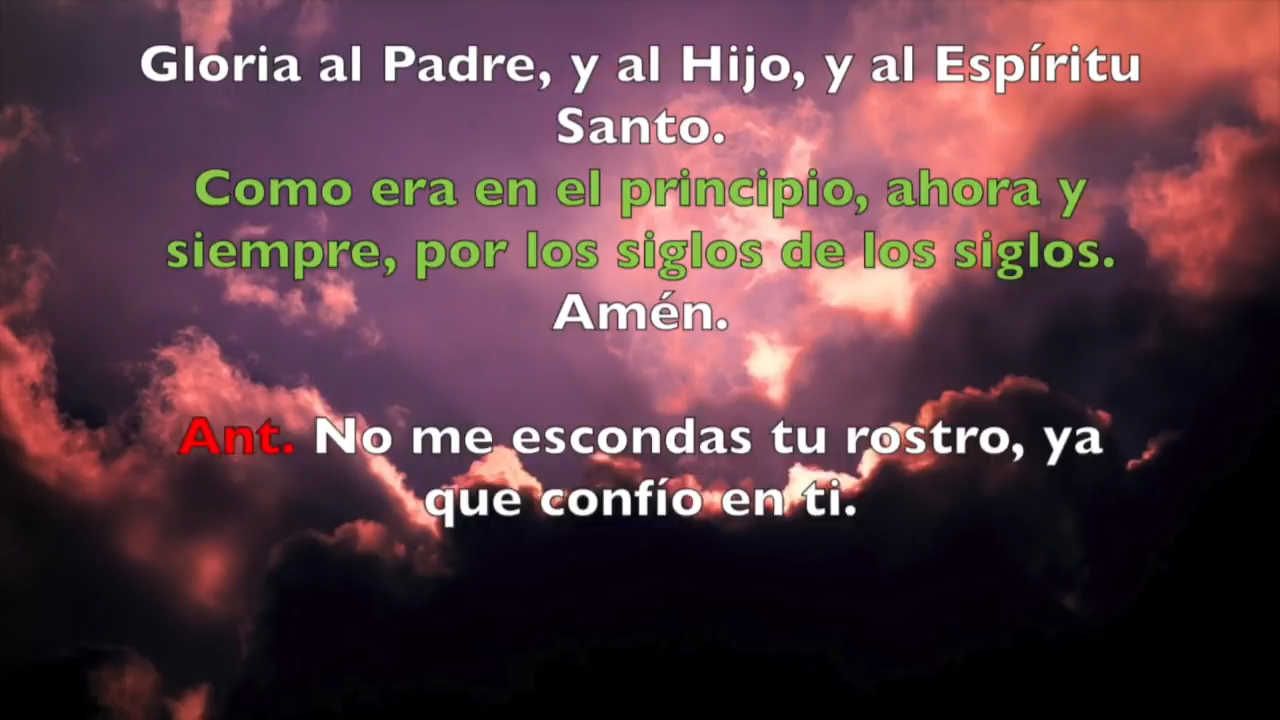 Gloria al Padre, y al Hijo, y al Espíritu
Santo.
Como era en el principio, ahora y
siempre, por los siglos de los siglos.
Amén.
Ant. No me escondas tu rostro, ya
que confío en ti.